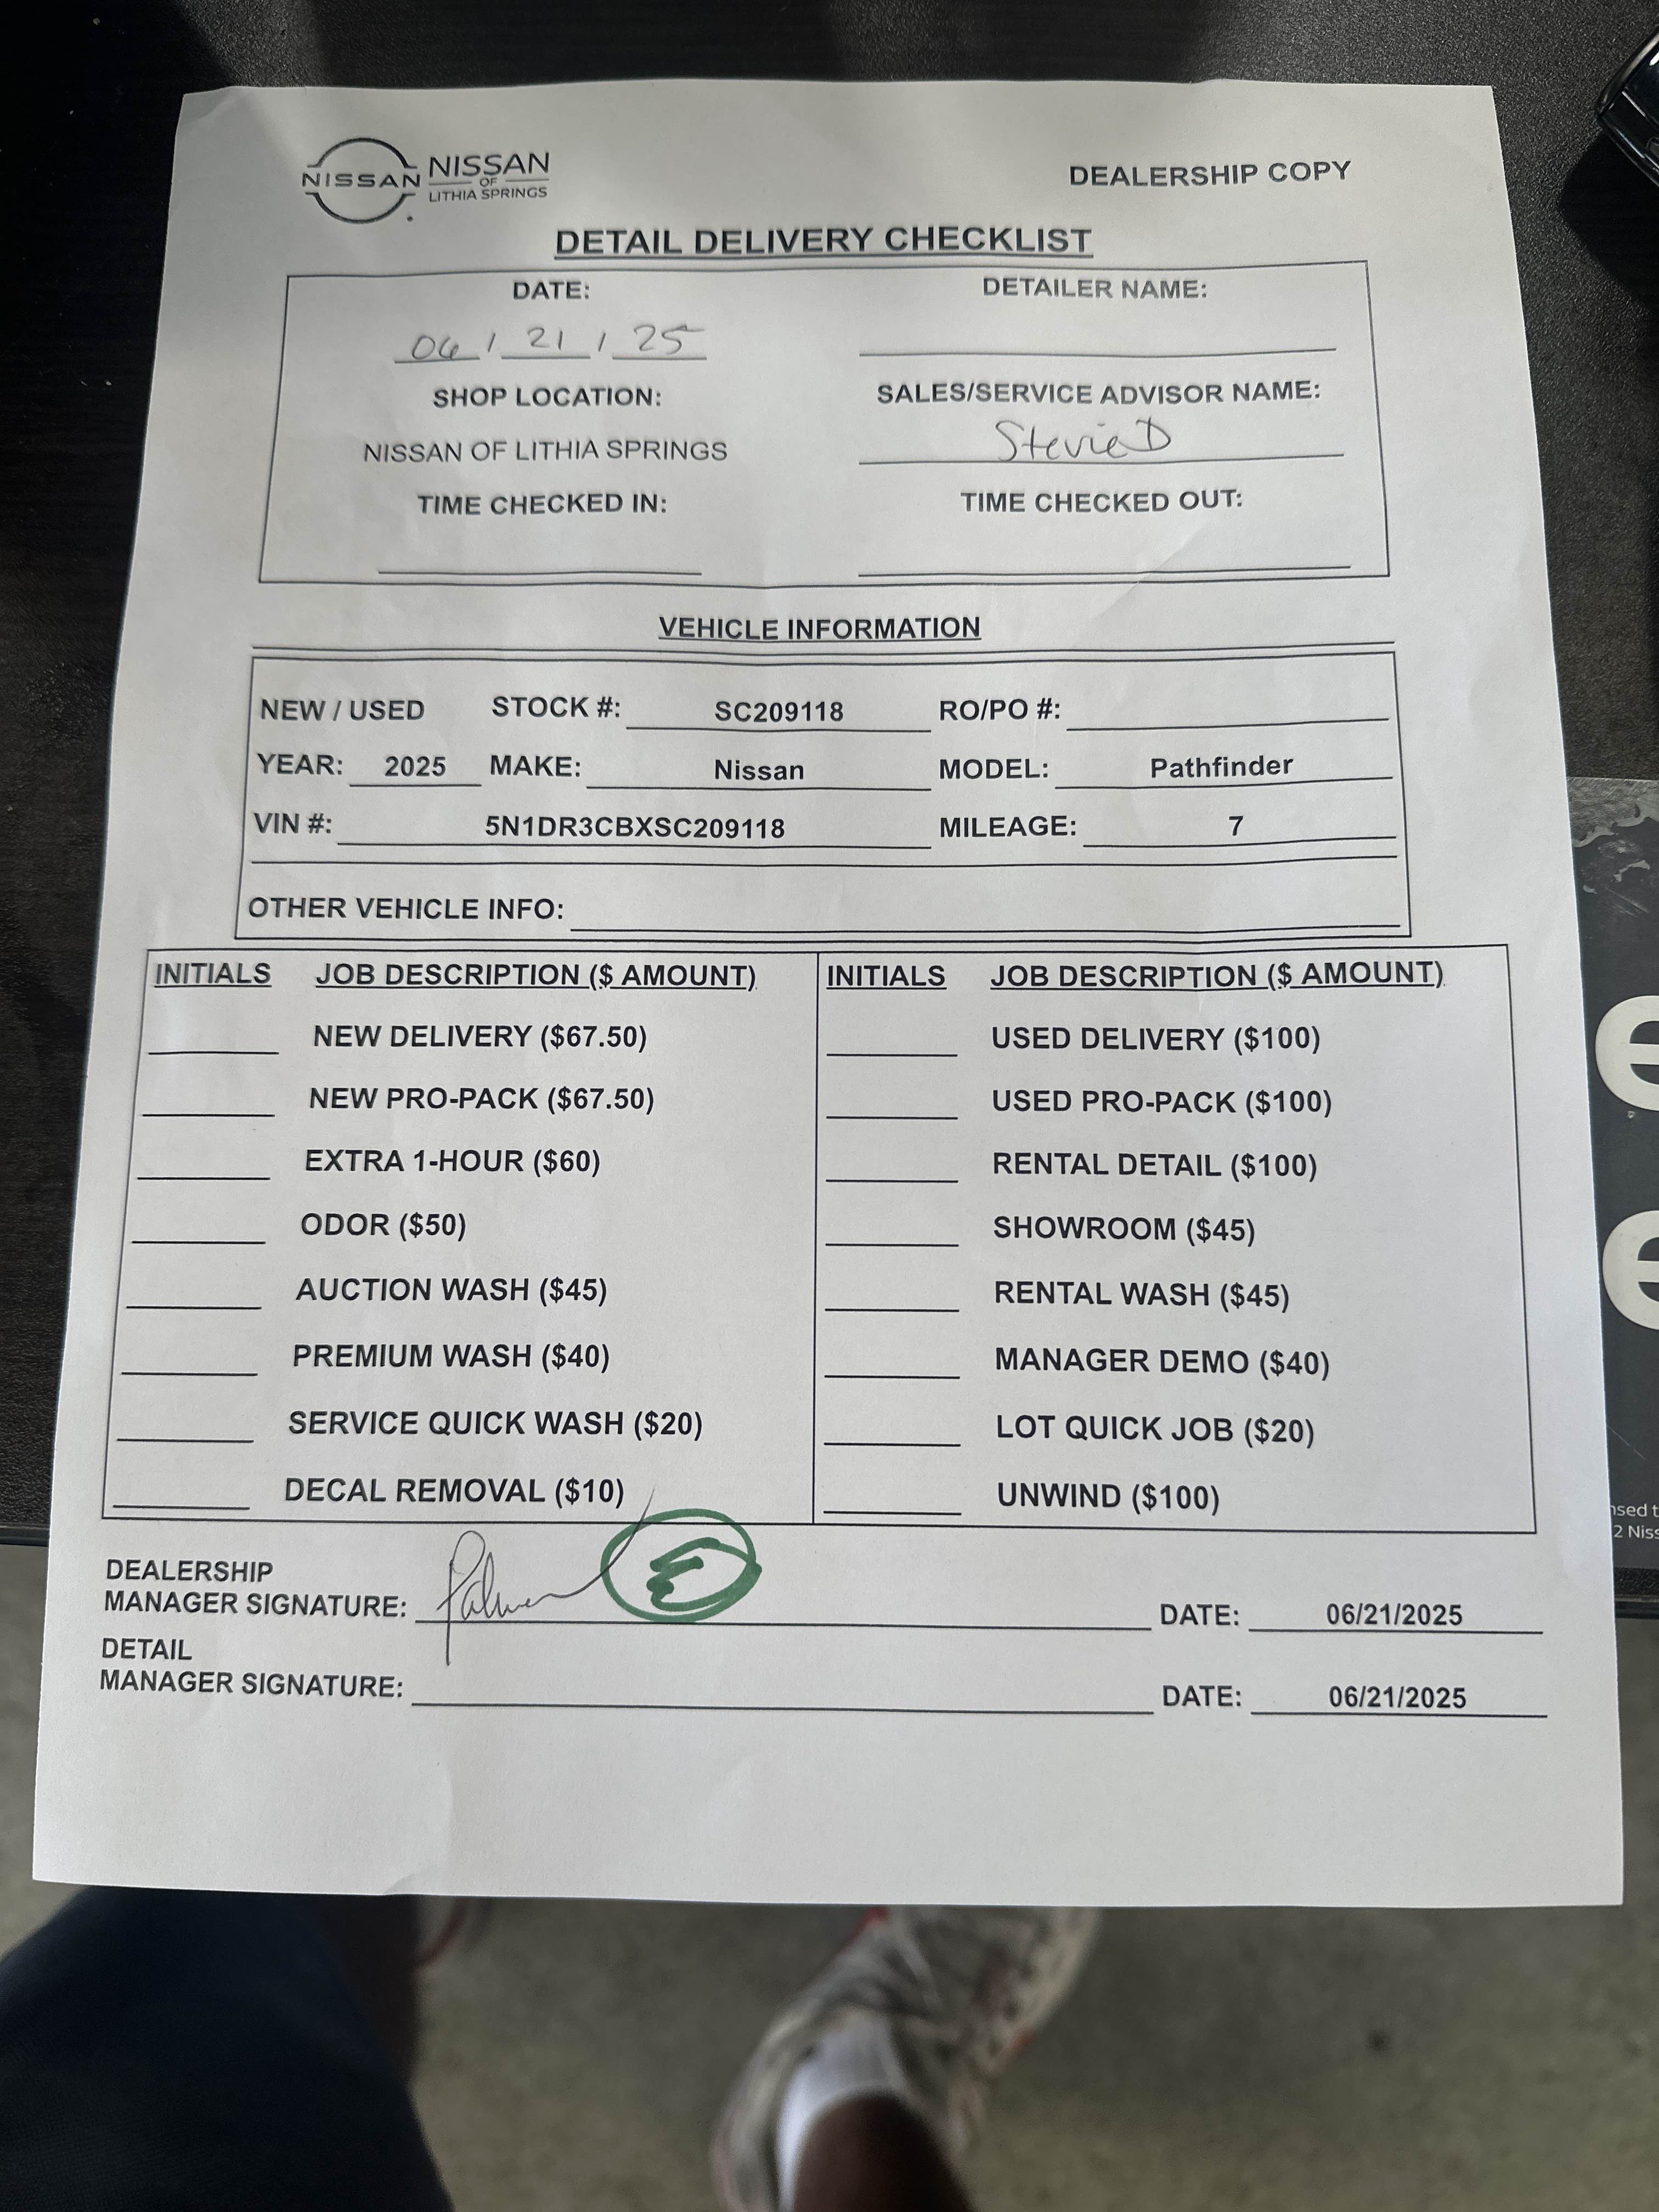 NISSAN NISSAN
OF
LITHIA SPRINGS
DEALERSHIP COPY
DETAIL DELIVERY CHECKLIST
DATE: DETAILER NAME:
06 / 21 / 25
SHOP LOCATION: SALES/SERVICE ADVISOR NAME:
NISSAN OF LITHIA SPRINGS Stevie D
TIME CHECKED IN: TIME CHECKED OUT:
VEHICLE INFORMATION
NEW / USED STOCK #: SC209118 RO/PO #:
YEAR: 2025 MAKE: Nissan MODEL: Pathfinder
VIN #: 5N1DR3CBXSC209118 MILEAGE: 7
OTHER VEHICLE INFO:
INITIALS JOB DESCRIPTION ($ AMOUNT) INITIALS JOB DESCRIPTION ($ AMOUNT)
NEW DELIVERY ($67.50) USED DELIVERY ($100)
NEW PRO-PACK ($67.50) USED PRO-PACK ($100)
EXTRA 1-HOUR ($60) RENTAL DETAIL ($100)
ODOR ($50) SHOWROOM ($45)
AUCTION WASH ($45) RENTAL WASH ($45)
PREMIUM WASH ($40) MANAGER DEMO ($40)
SERVICE QUICK WASH ($20) LOT QUICK JOB ($20)
DECAL REMOVAL ($10) UNWIND ($100)
DEALERSHIP
MANAGER SIGNATURE: DATE: 06/21/2025
DETAIL
MANAGER SIGNATURE: DATE: 06/21/2025